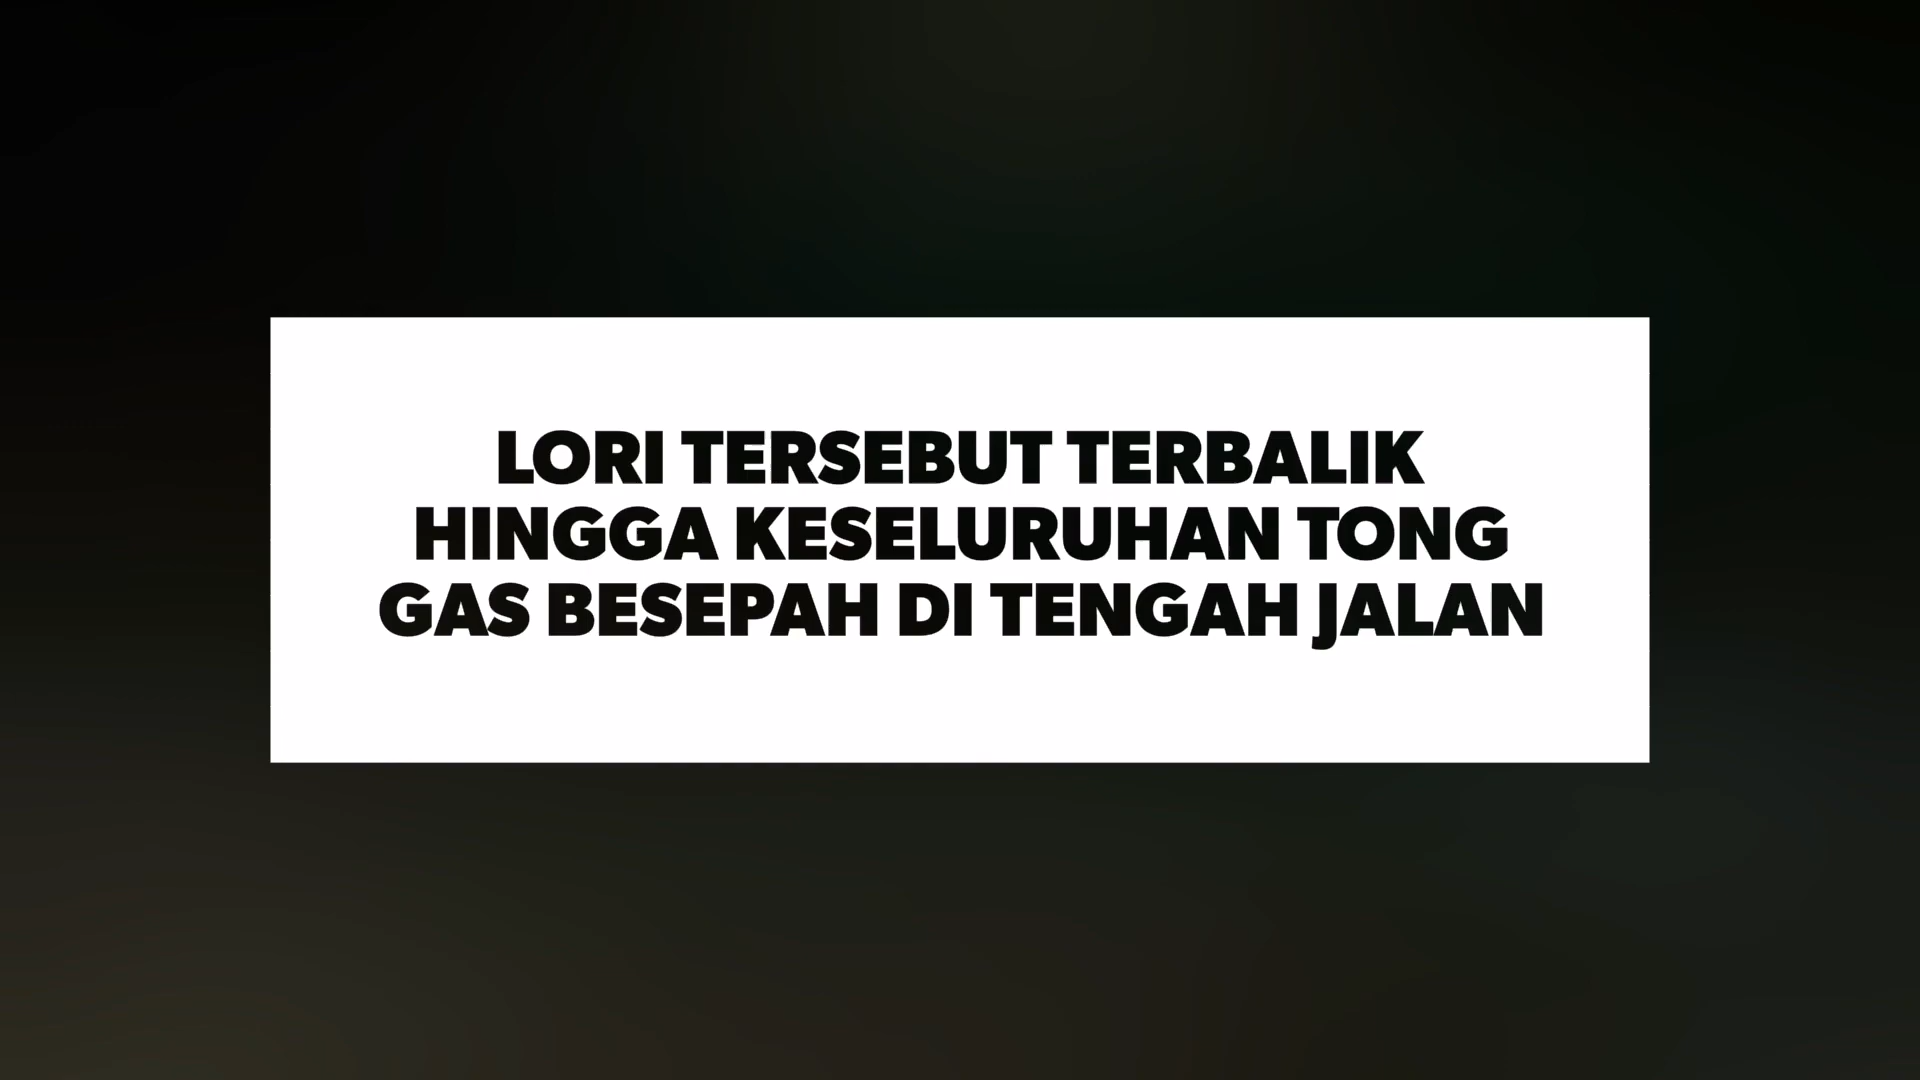 LORI TERSEBUT TERBALIK
HINGGA KESELURUHAN TONG
GAS BESEPAH DI TENGAH JALAN